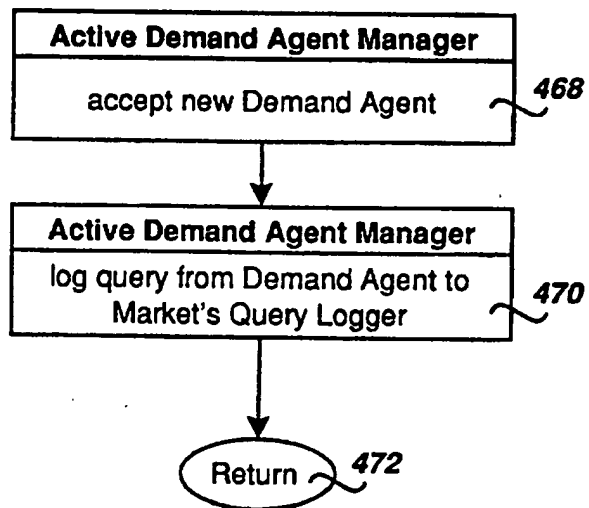 Active Demand Agent Manager
accept new Demand Agent
468
Active Demand Agent Manager
log query from Demand Agent to
Market's Query Logger
470
Return
472